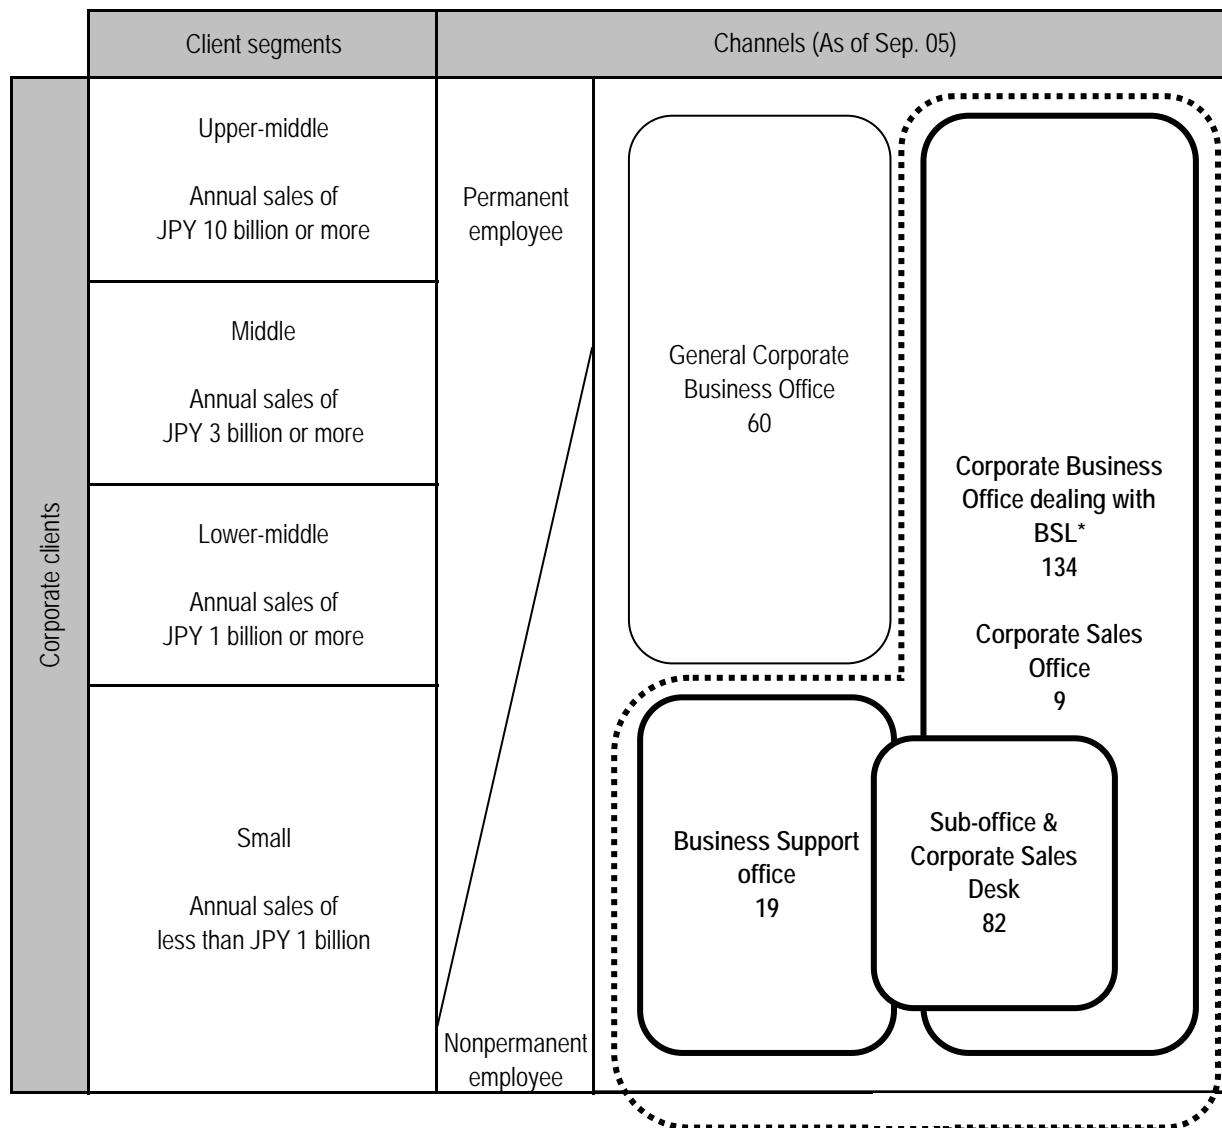 Client segments
Channels (As of Sep. 05)
Corporate clients
Upper-middle
Annual sales of
JPY 10 billion or more
Middle
Annual sales of
JPY 3 billion or more
Lower-middle
Annual sales of
JPY 1 billion or more
Small
Annual sales of
less than JPY 1 billion
Permanent
employee
Nonpermanent
employee
General Corporate
Business Office
60
Corporate Business
Office dealing with
BSL*
134
Corporate Sales
Office
9
Business Support
office
19
Sub-office &
Corporate Sales
Desk
82